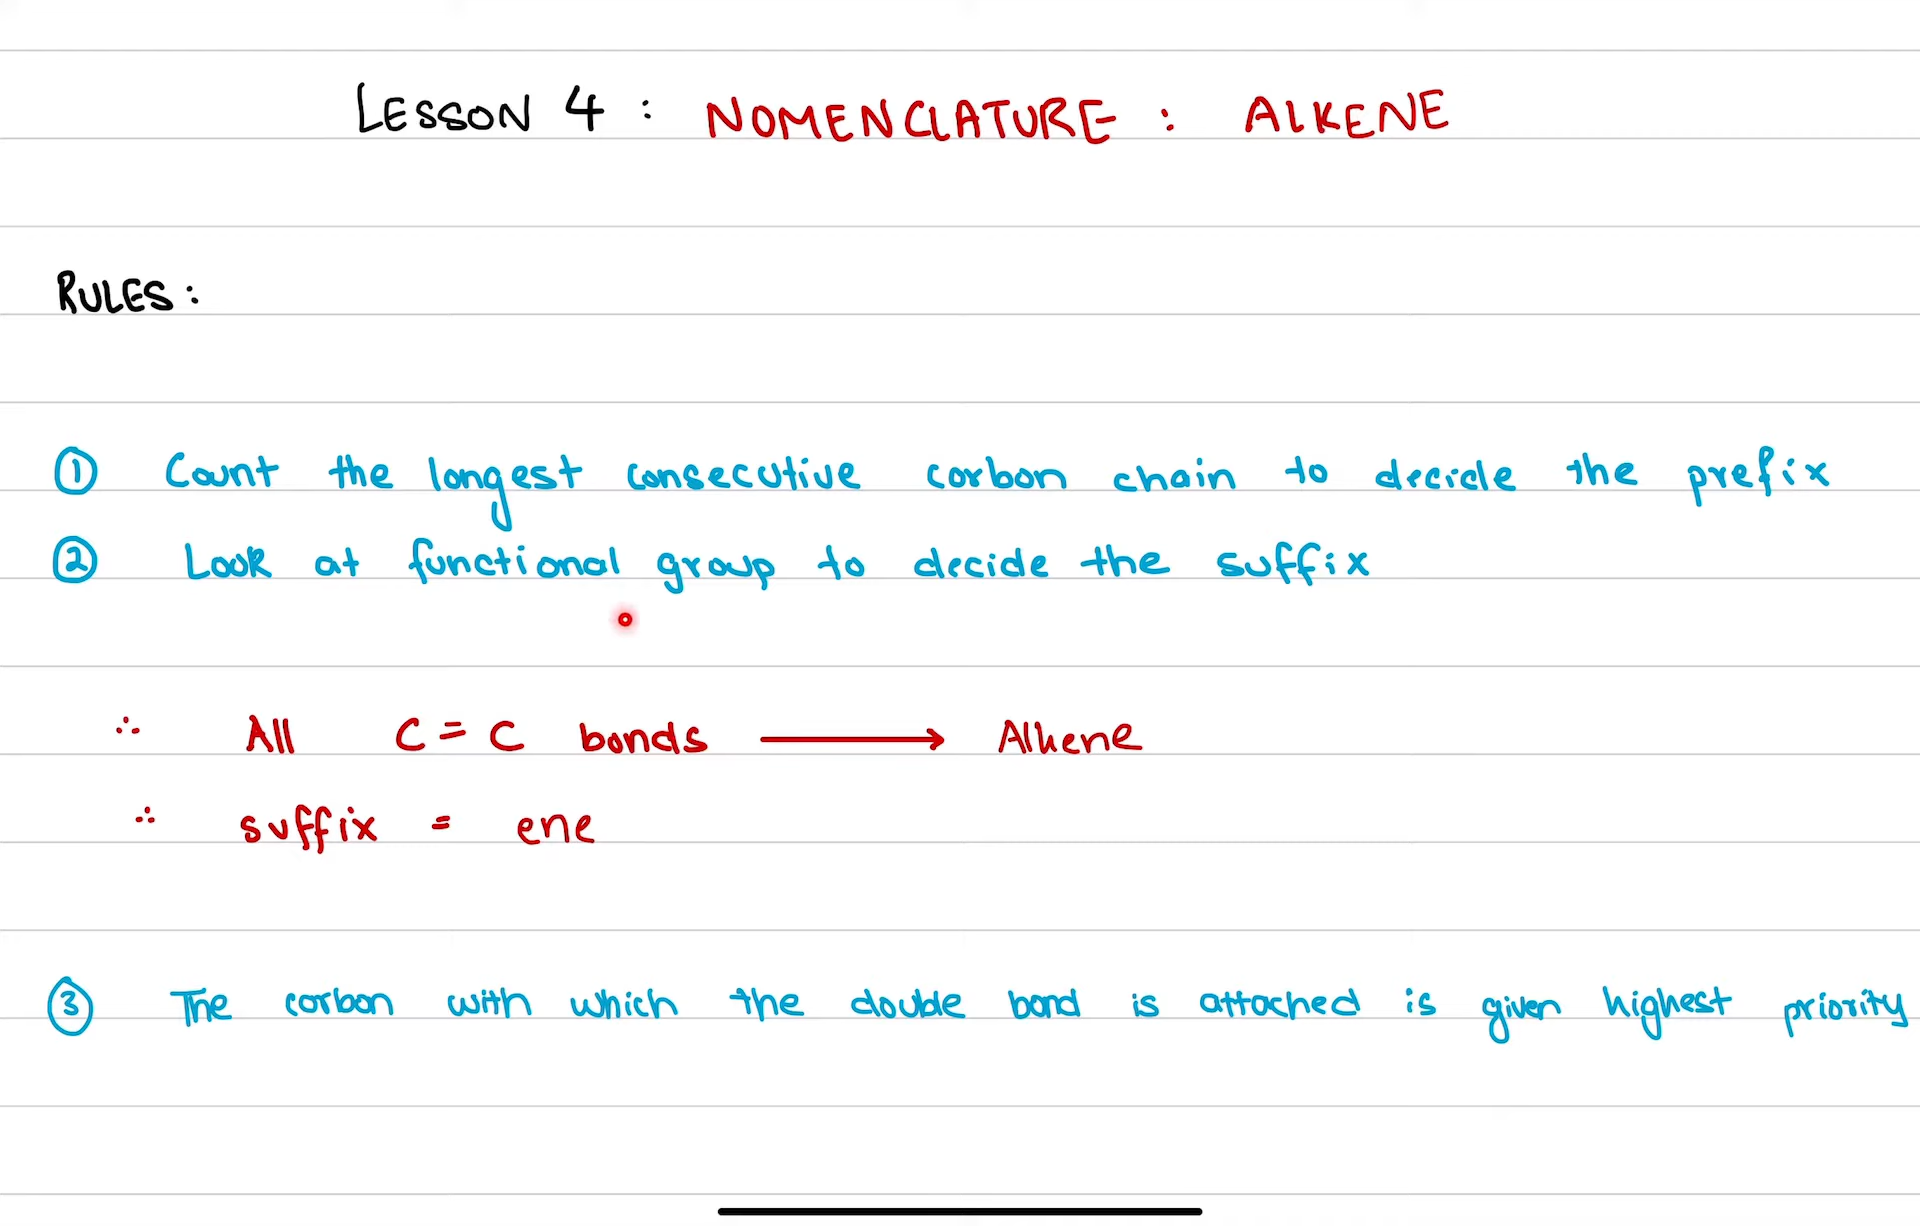 LESSON 4 : NOMENCLATURE : ALKENE
RULES :
① Count the longest consecutive carbon chain to decide the prefix
② Look at functional group to decide the suffix
∴ All C = C bonds ⟶ Alkene
∴ suffix = ene
③ The carbon with which the double bond is attached is given highest priority